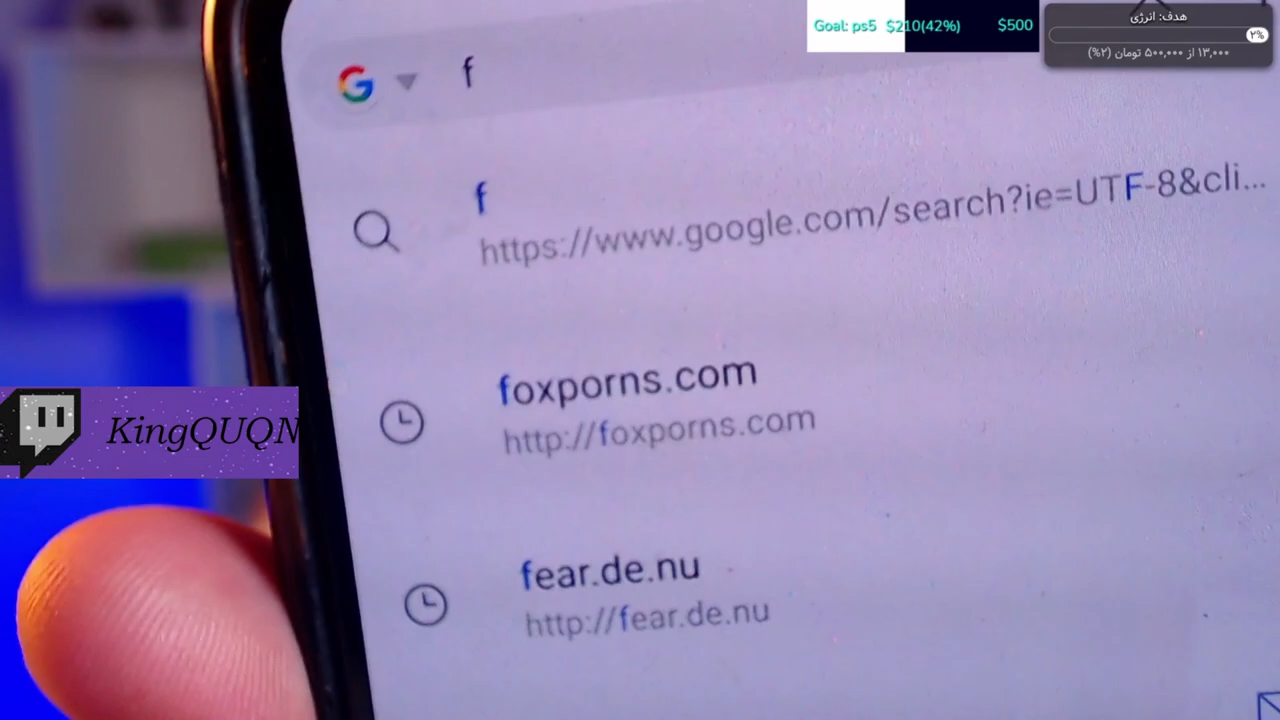 Goal: ps5 $210(42%) $500
هدف: انرژی
۲%
۱۳,۰۰۰ از ۵۰۰,۰۰۰ تومان (۲%)
f
f
https://www.google.com/search?ie=UTF-8&cli...
foxporns.com
http://foxporns.com
KingQUQN
fear.de.nu
http://fear.de.nu